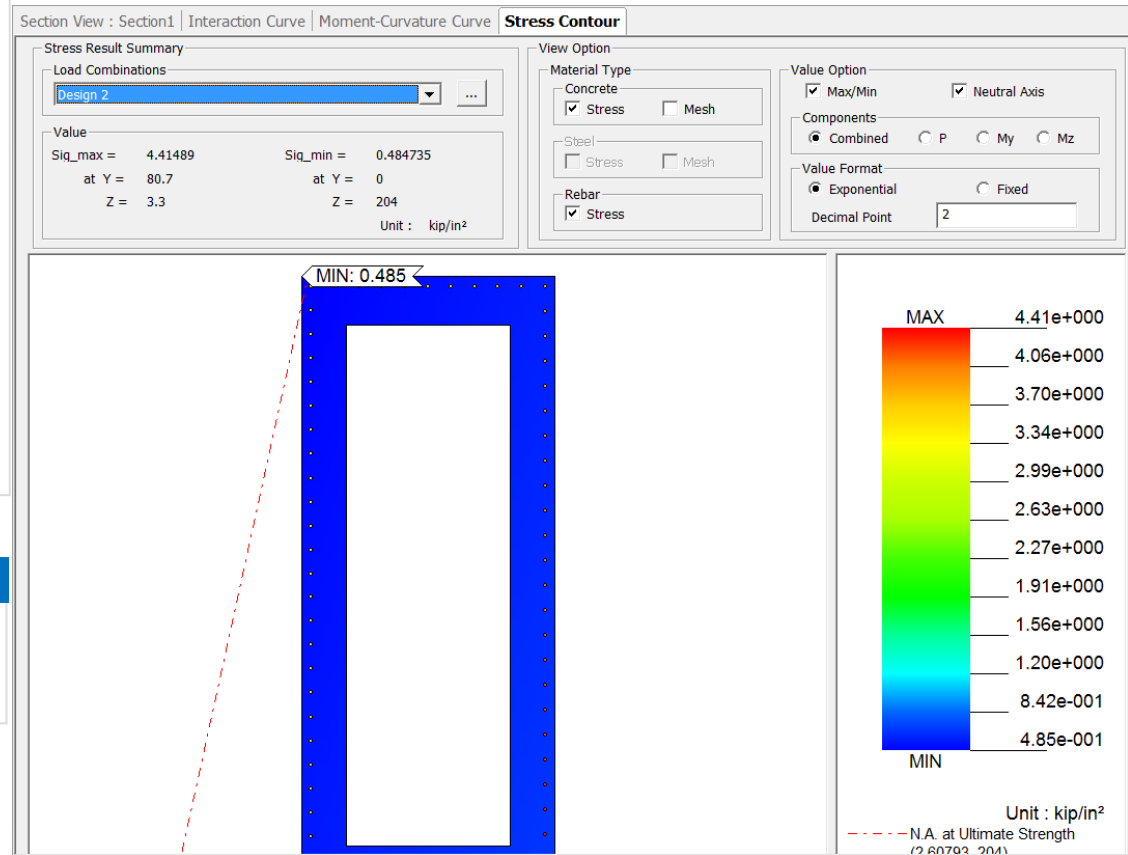 Section View : Section1 Interaction Curve Moment-Curvature Curve Stress Contour
Stress Result Summary
Load Combinations
Design 2
...
Value
Sig_max = 4.41489 Sig_min = 0.484735
at Y = 80.7 at Y = 0
Z = 3.3 Z = 204
Unit : kip/in²
View Option
Material Type
Concrete
Stress Mesh
Steel
Stress Mesh
Rebar
Stress
Value Option
Max/Min Neutral Axis
Components
Combined P My Mz
Value Format
Exponential Fixed
Decimal Point 2
MIN: 0.485
MAX 4.41e+000
4.06e+000
3.70e+000
3.34e+000
2.99e+000
2.63e+000
2.27e+000
1.91e+000
1.56e+000
1.20e+000
8.42e-001
4.85e-001
MIN
Unit : kip/in²
N.A. at Ultimate Strength
(2.60793, 204)